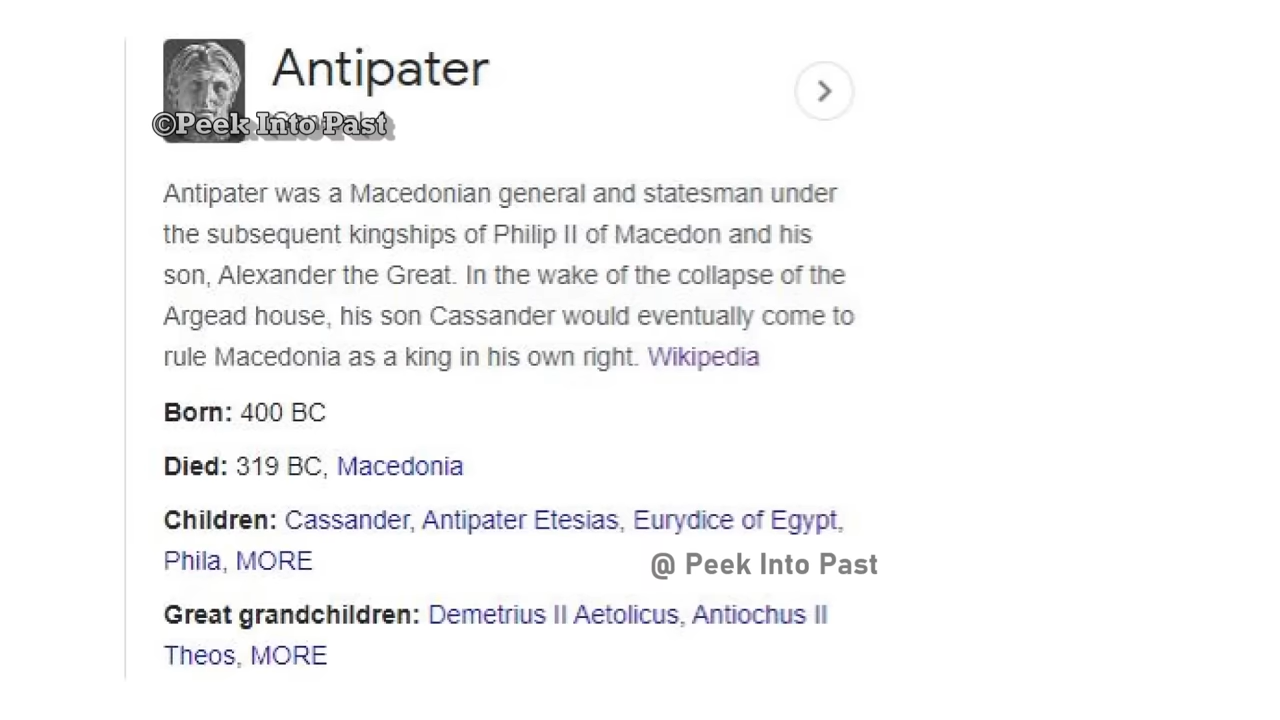 Antipater
©Peek Into Past
Antipater was a Macedonian general and statesman under
the subsequent kingships of Philip II of Macedon and his
son, Alexander the Great. In the wake of the collapse of the
Argead house, his son Cassander would eventually come to
rule Macedonia as a king in his own right. Wikipedia
Born: 400 BC
Died: 319 BC, Macedonia
Children: Cassander, Antipater Etesias, Eurydice of Egypt,
Phila, MORE
@ Peek Into Past
Great grandchildren: Demetrius II Aetolicus, Antiochus II
Theos, MORE